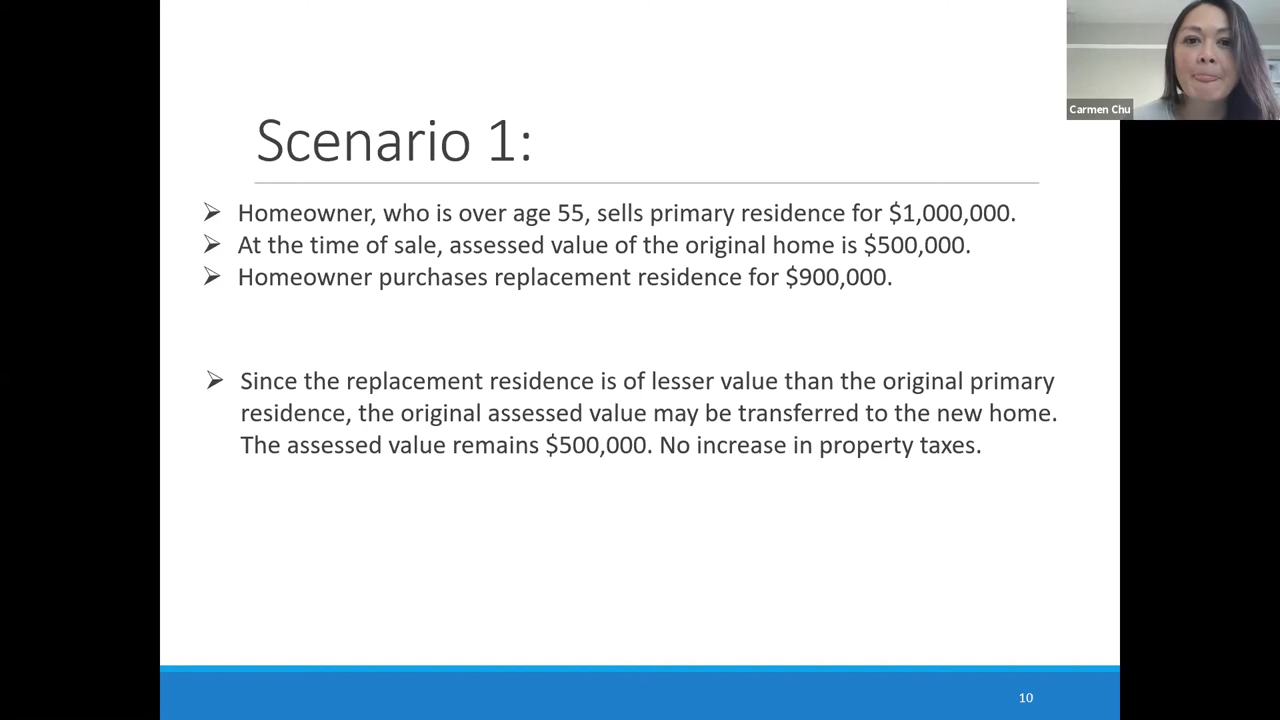 Carmen Chu
Scenario 1:
➢ Homeowner, who is over age 55, sells primary residence for $1,000,000.
➢ At the time of sale, assessed value of the original home is $500,000.
➢ Homeowner purchases replacement residence for $900,000.
➢ Since the replacement residence is of lesser value than the original primary
residence, the original assessed value may be transferred to the new home.
The assessed value remains $500,000. No increase in property taxes.
10